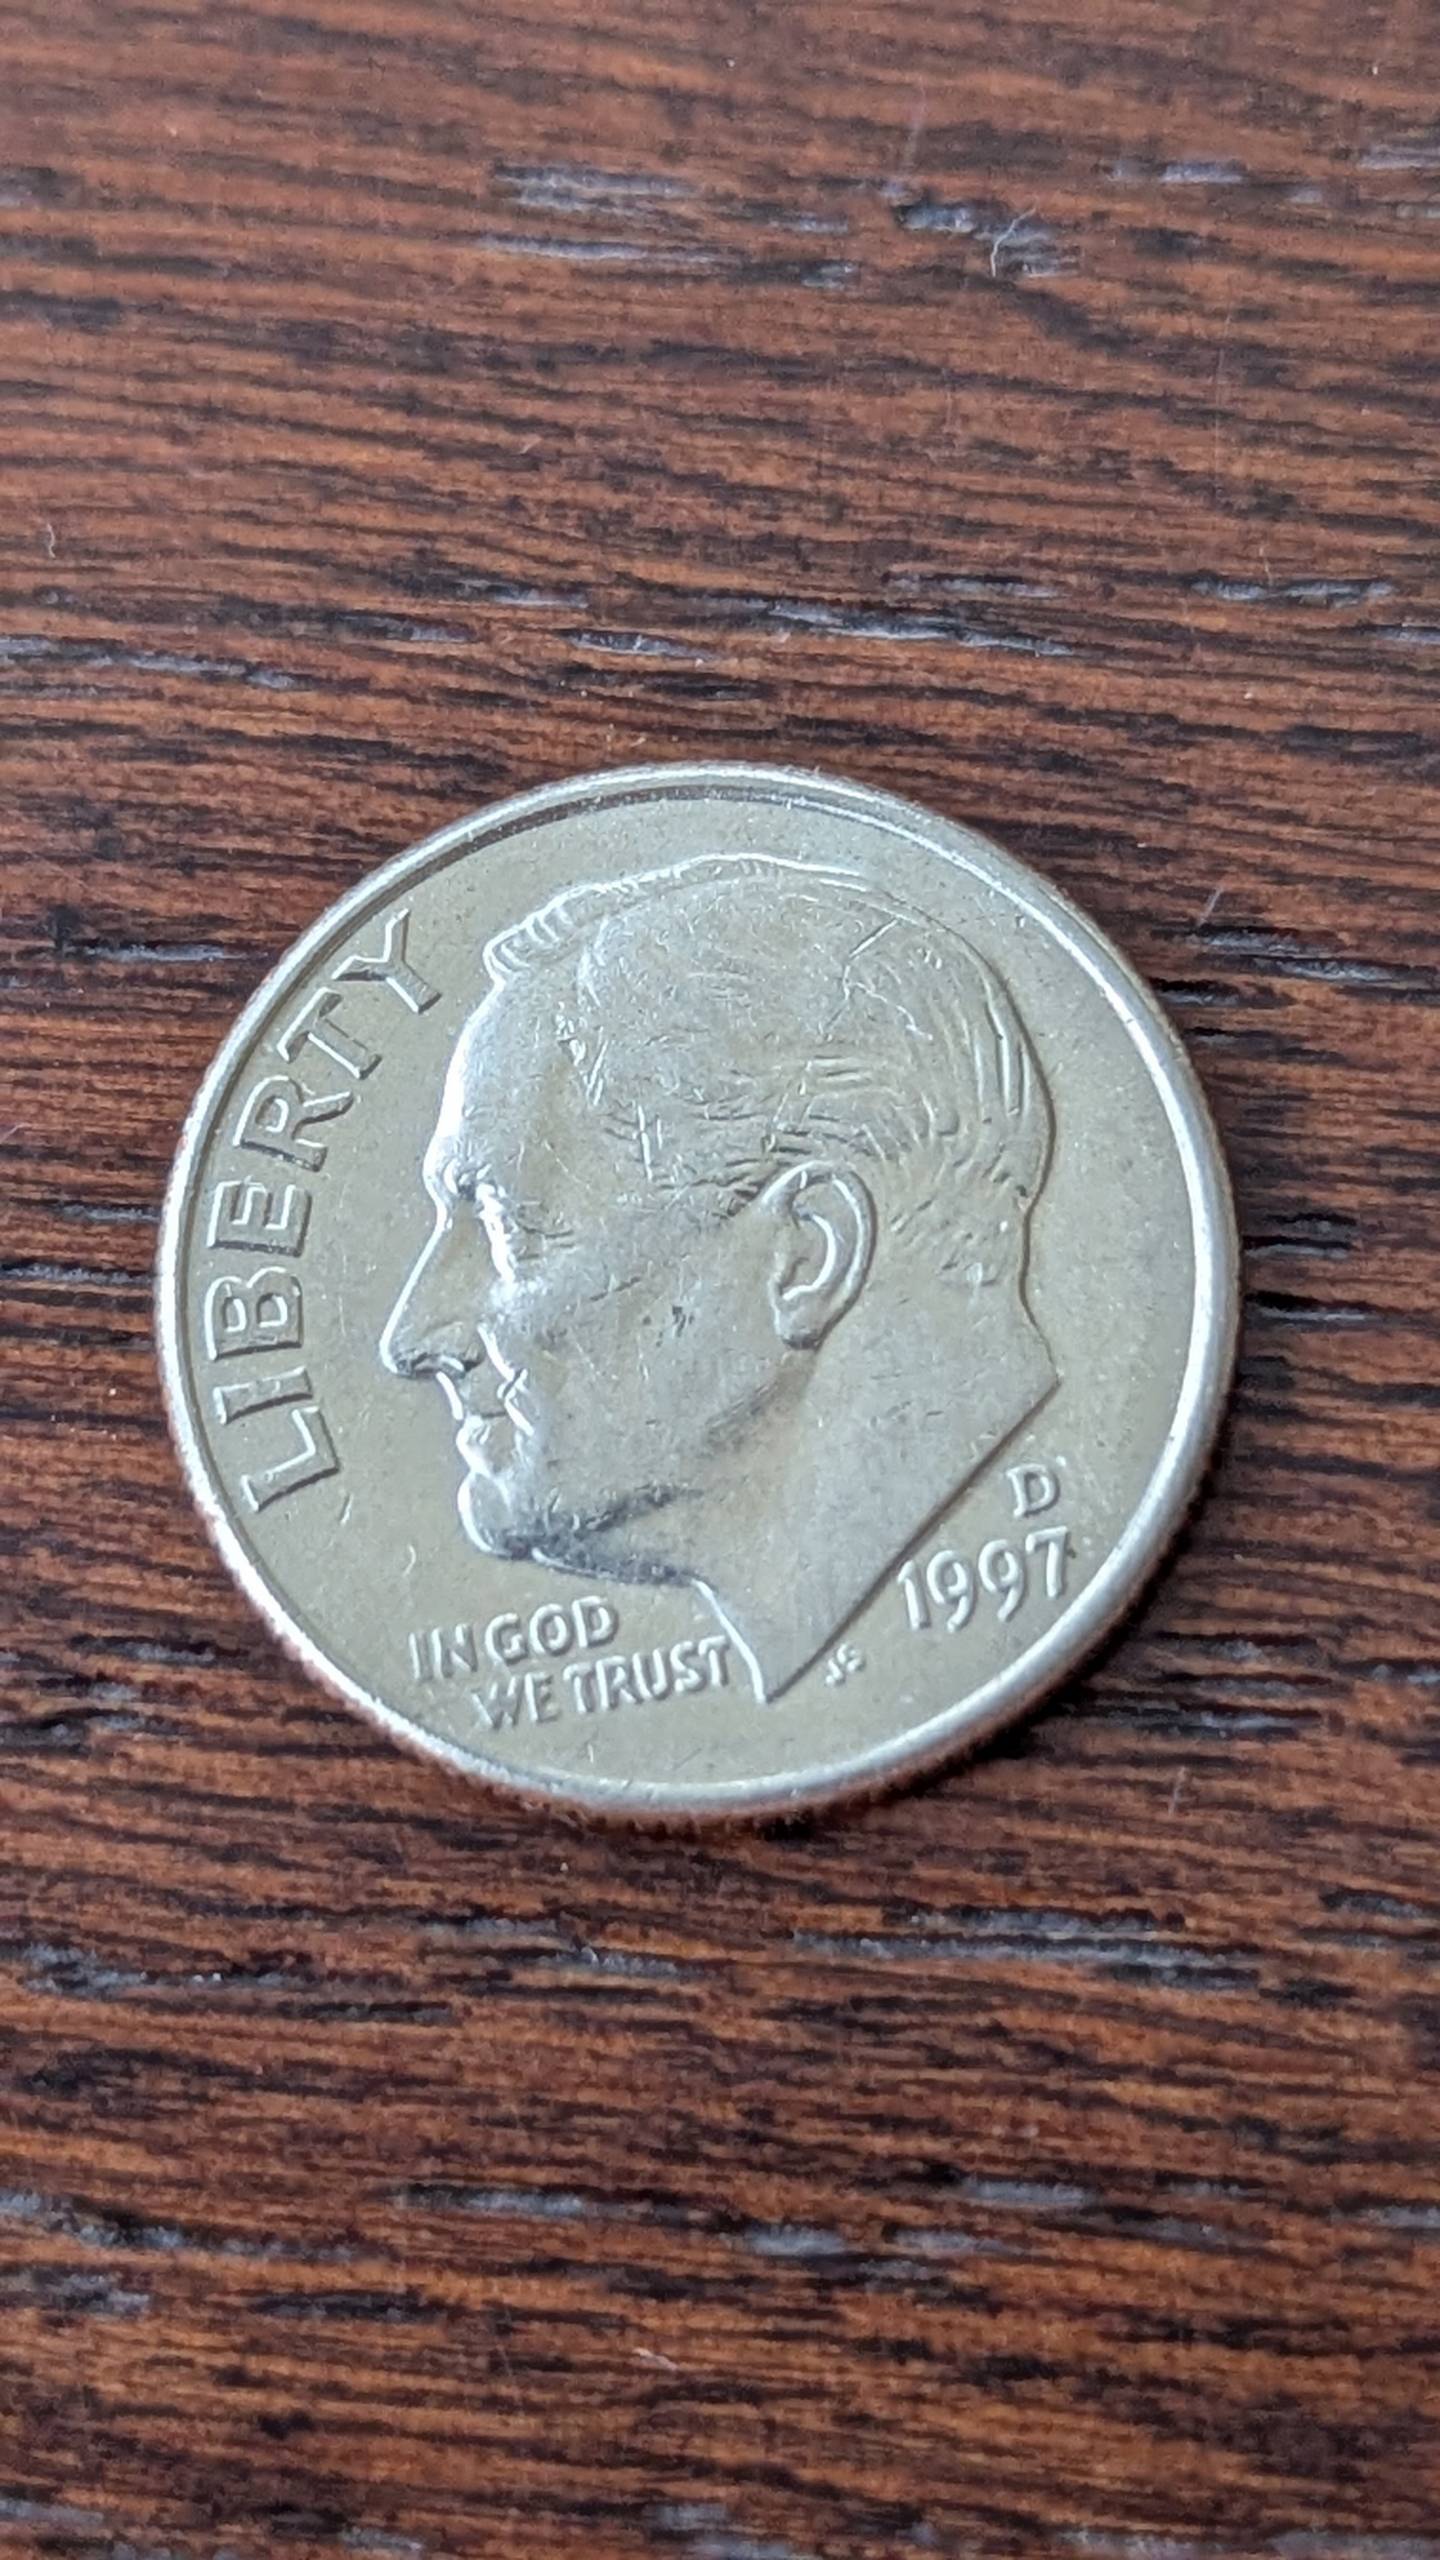 LIBERTY
IN GOD
WE TRUST
JS
D
1997